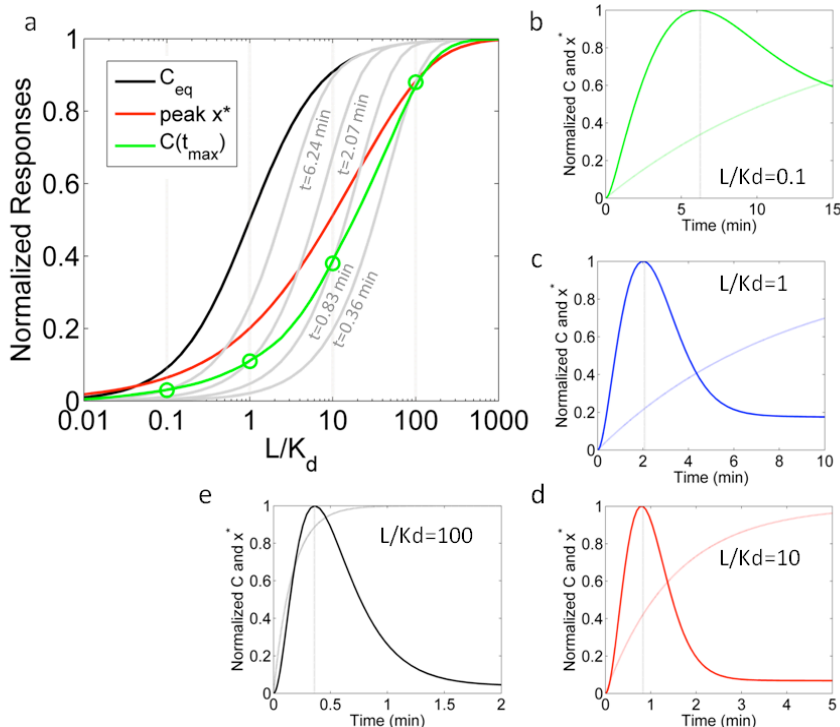 a
Normalized Responses
1
0.8
0.6
0.4
0.2
0
0.01
0.1
1
10
100
1000
L/K_d
C_eq
peak x*
C(t_max)
t=6.24 min
t=2.07 min
t=0.83 min
t=0.36 min
b
Normalized C and x*
1
0.8
0.6
0.4
0.2
0
0
5
10
15
Time (min)
L/Kd=0.1
c
Normalized C and x*
1
0.8
0.6
0.4
0.2
0
0
2
4
6
8
10
Time (min)
L/Kd=1
e
Normalized C and x*
1
0.8
0.6
0.4
0.2
0
0
0.5
1
1.5
2
Time (min)
L/Kd=100
d
Normalized C and x*
1
0.8
0.6
0.4
0.2
0
0
1
2
3
4
5
Time (min)
L/Kd=10